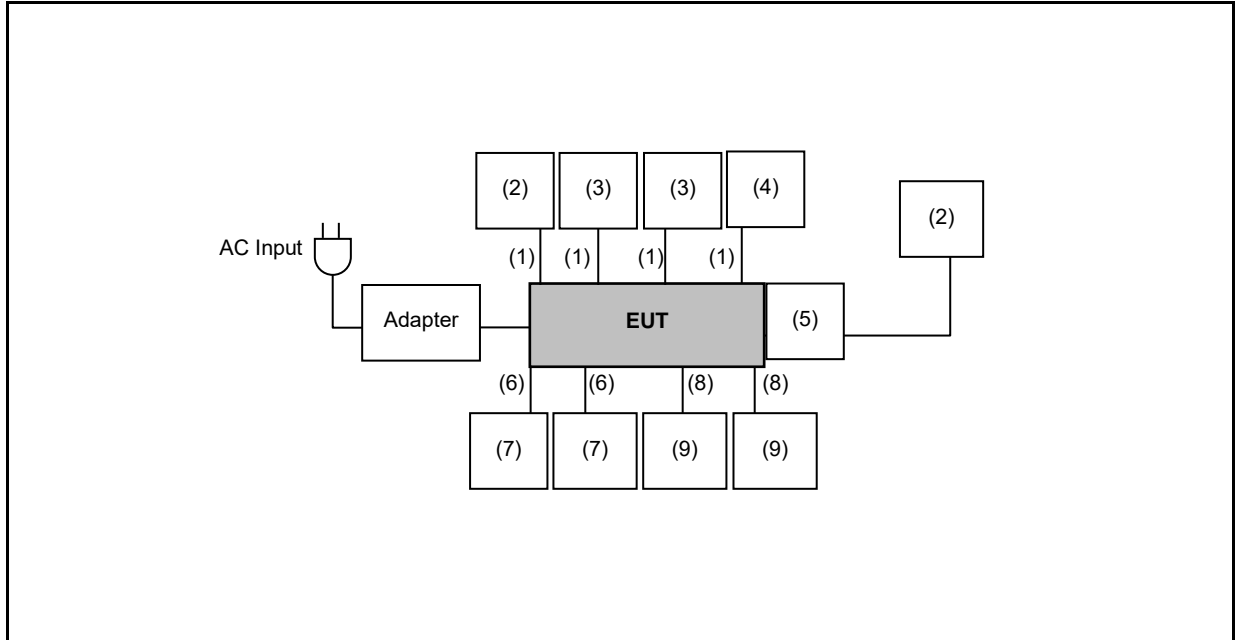 (2) (3) (3) (4)
(2)
AC Input (1) (1) (1) (1)
Adapter EUT (5)
(6) (6) (8) (8)
(7) (7) (9) (9)